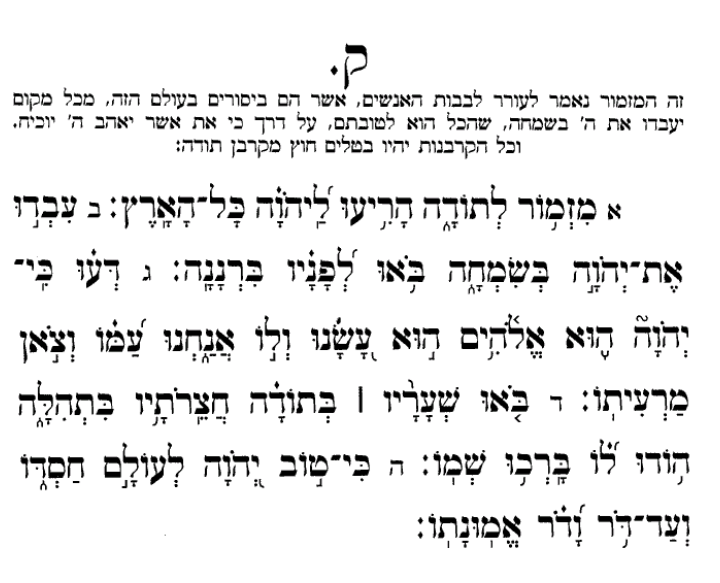 ק.
זה המזמור נאמר לעורר לבבות האנשים, אשר הם ביסורים בעולם הזה, מכל מקום
יעבדו את ה׳ בשמחה, שהכל הוא לטובתם, על דרך כי את אשר יאהב ה׳ יוכיח.
וכל הקרבנות יהיו בטלים חוץ מקרבן תודה:
א מִזְמ֥וֹר לְתוֹדָ֑ה הָרִ֥יעוּ לַ֝יהֹוָ֗ה כָּל־הָאָֽרֶץ׃ ב עִבְד֣וּ
אֶת־יְהֹוָ֣ה בְּשִׂמְחָ֑ה בֹּ֥אוּ לְ֝פָנָ֗יו בִּרְנָנָֽה׃ ג דְּע֗וּ כִּֽי־
יְהֹוָה֮ ה֤וּא אֱלֹ֫הִ֥ים ה֣וּא עָ֭שָׂנוּ וְל֣וֹ אֲנַ֑חְנוּ עַ֝מּ֗וֹ וְצֹ֣אן
מַרְעִיתֽוֹ׃ ד בֹּ֤אוּ שְׁעָרָ֨יו ׀ בְּתוֹדָ֗ה חֲצֵרֹתָ֥יו בִּתְהִלָּ֑ה
ה֥וֹדוּ ל֝֗וֹ בָּרְכ֥וּ שְׁמֽוֹ׃ ה כִּי־ט֣וֹב יְ֭הֹוָה לְעוֹלָ֣ם חַסְדּ֑וֹ
וְעַד־דֹּ֥ר וָ֝דֹ֗ר אֱמֽוּנָתֽוֹ׃